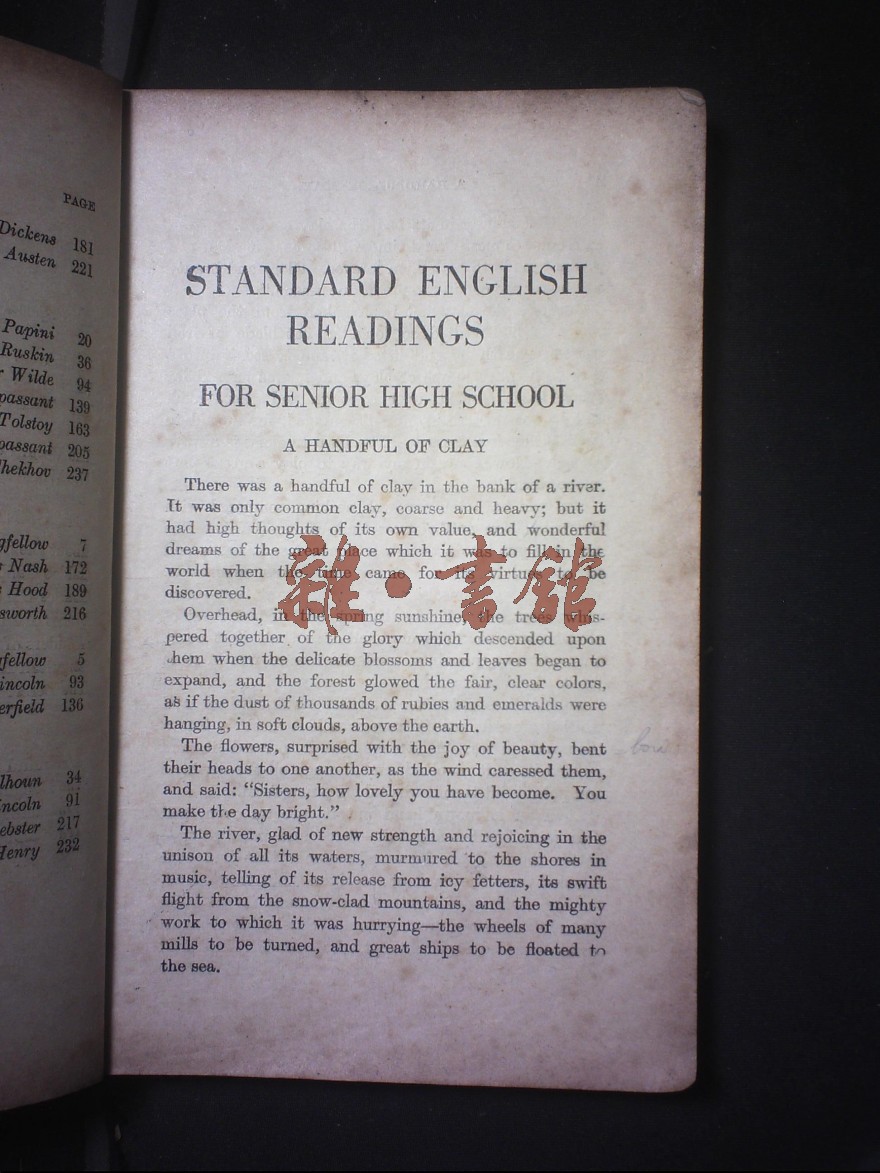 PAGE
Dickens 181
Austen 221
Papini 20
Ruskin 36
Wilde 94
passant 139
Tolstoy 163
passant 205
hekhov 237
gfellow 7
Nash 172
Hood 189
sworth 216
fellow 5
incoln 93
erfield 136
lhoun 34
ncoln 91
ebster 217
Henry 232
STANDARD ENGLISH
READINGS
FOR SENIOR HIGH SCHOOL
A HANDFUL OF CLAY
There was a handful of clay in the bank of a river.
It was only common clay, coarse and heavy; but it
had high thoughts of its own value, and wonderful
dreams of the great place which it was to fill in the
world when the time came for its virtues to be
discovered.
Overhead, in the spring sunshine, the trees whis-
pered together of the glory which descended upon
them when the delicate blossoms and leaves began to
expand, and the forest glowed the fair, clear colors,
as if the dust of thousands of rubies and emeralds were
hanging, in soft clouds, above the earth.
The flowers, surprised with the joy of beauty, bent
their heads to one another, as the wind caressed them,
and said: "Sisters, how lovely you have become. You
make the day bright."
The river, glad of new strength and rejoicing in the
unison of all its waters, murmured to the shores in
music, telling of its release from icy fetters, its swift
flight from the snow-clad mountains, and the mighty
work to which it was hurrying—the wheels of many
mills to be turned, and great ships to be floated to
the sea.
雜·書館